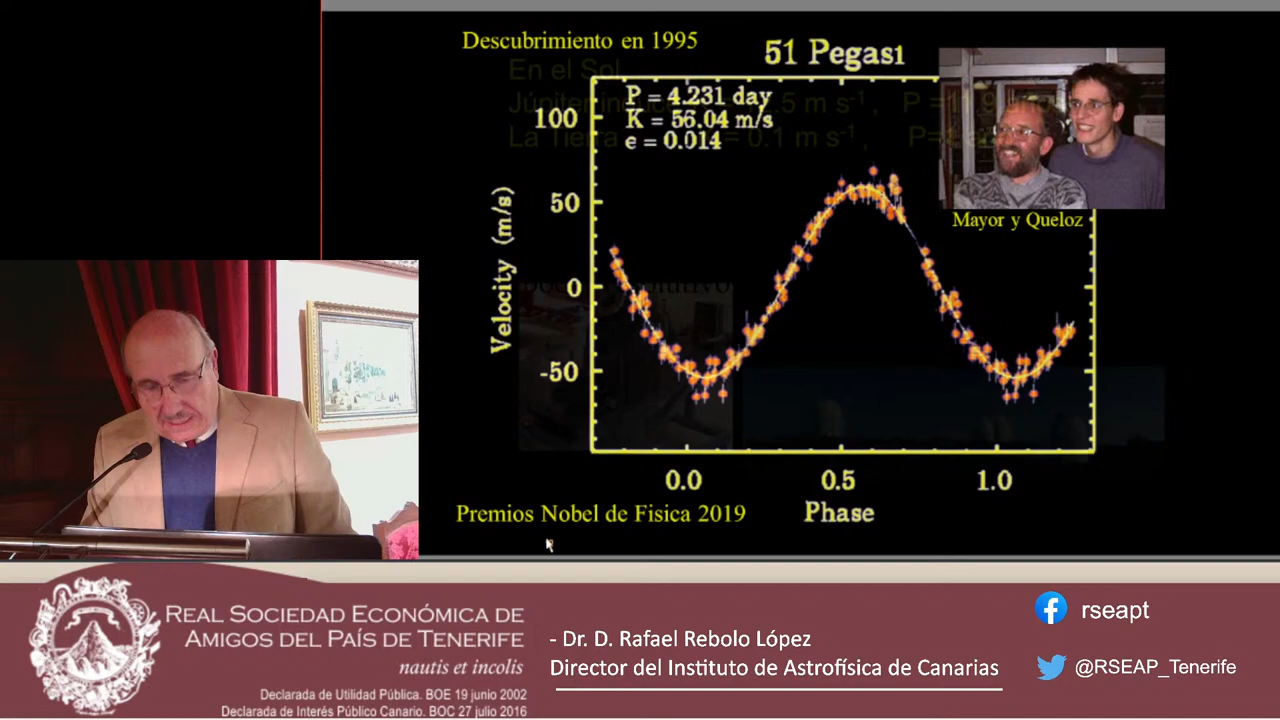 Descubrimiento en 1995
51 Pegasi
En el Sol
P = 4.231 day
K = 56.04 m/s
e = 0.014
100
50
0
-50
Velocity (m/s)
0.0 0.5 1.0
Phase
Mayor y Queloz
Premios Nobel de Fisica 2019
REAL SOCIEDAD ECONÓMICA DE
AMIGOS DEL PAÍS DE TENERIFE
nautis et incolis
Declarada de Utilidad Pública. BOE 19 junio 2002
Declarada de Interés Público Canario. BOC 27 julio 2016
- Dr. D. Rafael Rebolo López
Director del Instituto de Astrofísica de Canarias
rseapt
@RSEAP_Tenerife